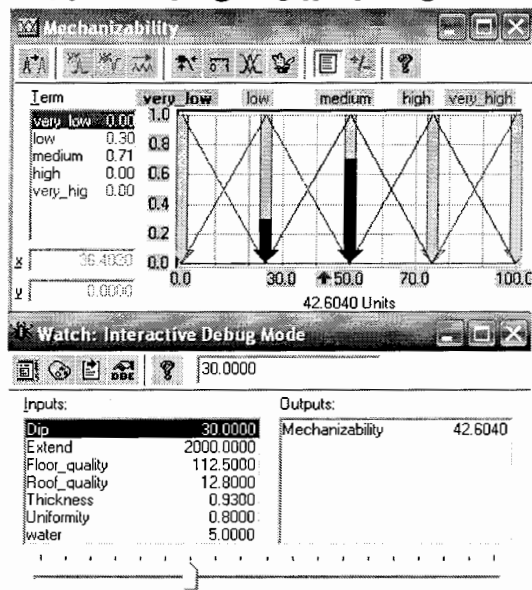 Mechanizability
Term
very_low low medium high very_high
very_low 0.00
low 0.30
medium 0.71
high 0.00
very_hig 0.00
1.0
0.8
0.6
0.4
0.2
0.0
x 36.4030
y 0.0000
0.0 30.0 50.0 70.0 100.0
42.6040 Units
Watch: Interactive Debug Mode
DDE
30.0000
Inputs: Outputs:
Dip 30.0000 Mechanizability 42.6040
Extend 2000.0000
Floor_quality 112.5000
Roof_quality 12.8000
Thickness 0.9300
Uniformity 0.8000
water 5.0000